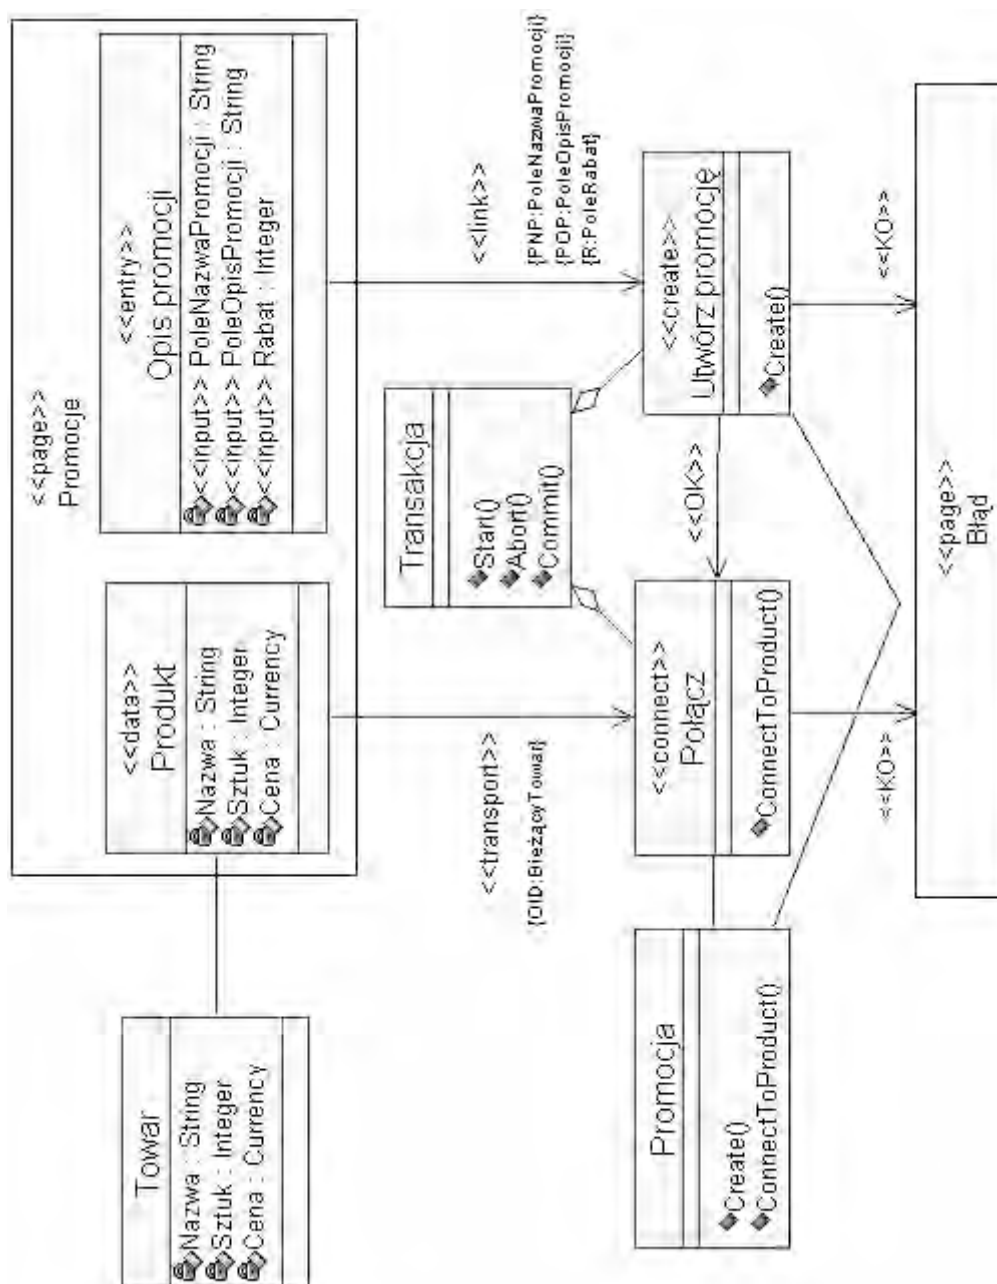 Towar
Nazwa : String
Sztuk : Integer
Cena : Currency
<<page>>
Promocje
<<data>>
Produkt
Nazwa : String
Sztuk : Integer
Cena : Currency
<<entry>>
Opis promocji
<<input>> PoleNazwaPromocji : String
<<input>> PoleOpisPromocji : String
<<input>> Rabat : Integer
<<transport>>
{OID:BieżącyTowar}
Transakcja
Start()
Abort()
Commit()
<<link>>
{PNP:PoleNazwaPromocji}
{POP:PoleOpisPromocji}
{R:PoleRabat}
Promocja
Create()
ConnectToProduct()
<<connect>>
Połącz
ConnectToProduct()
<<OK>>
<<create>>
Utwórz promocję
Create()
<<KO>>
<<KO>>
<<page>>
Błąd